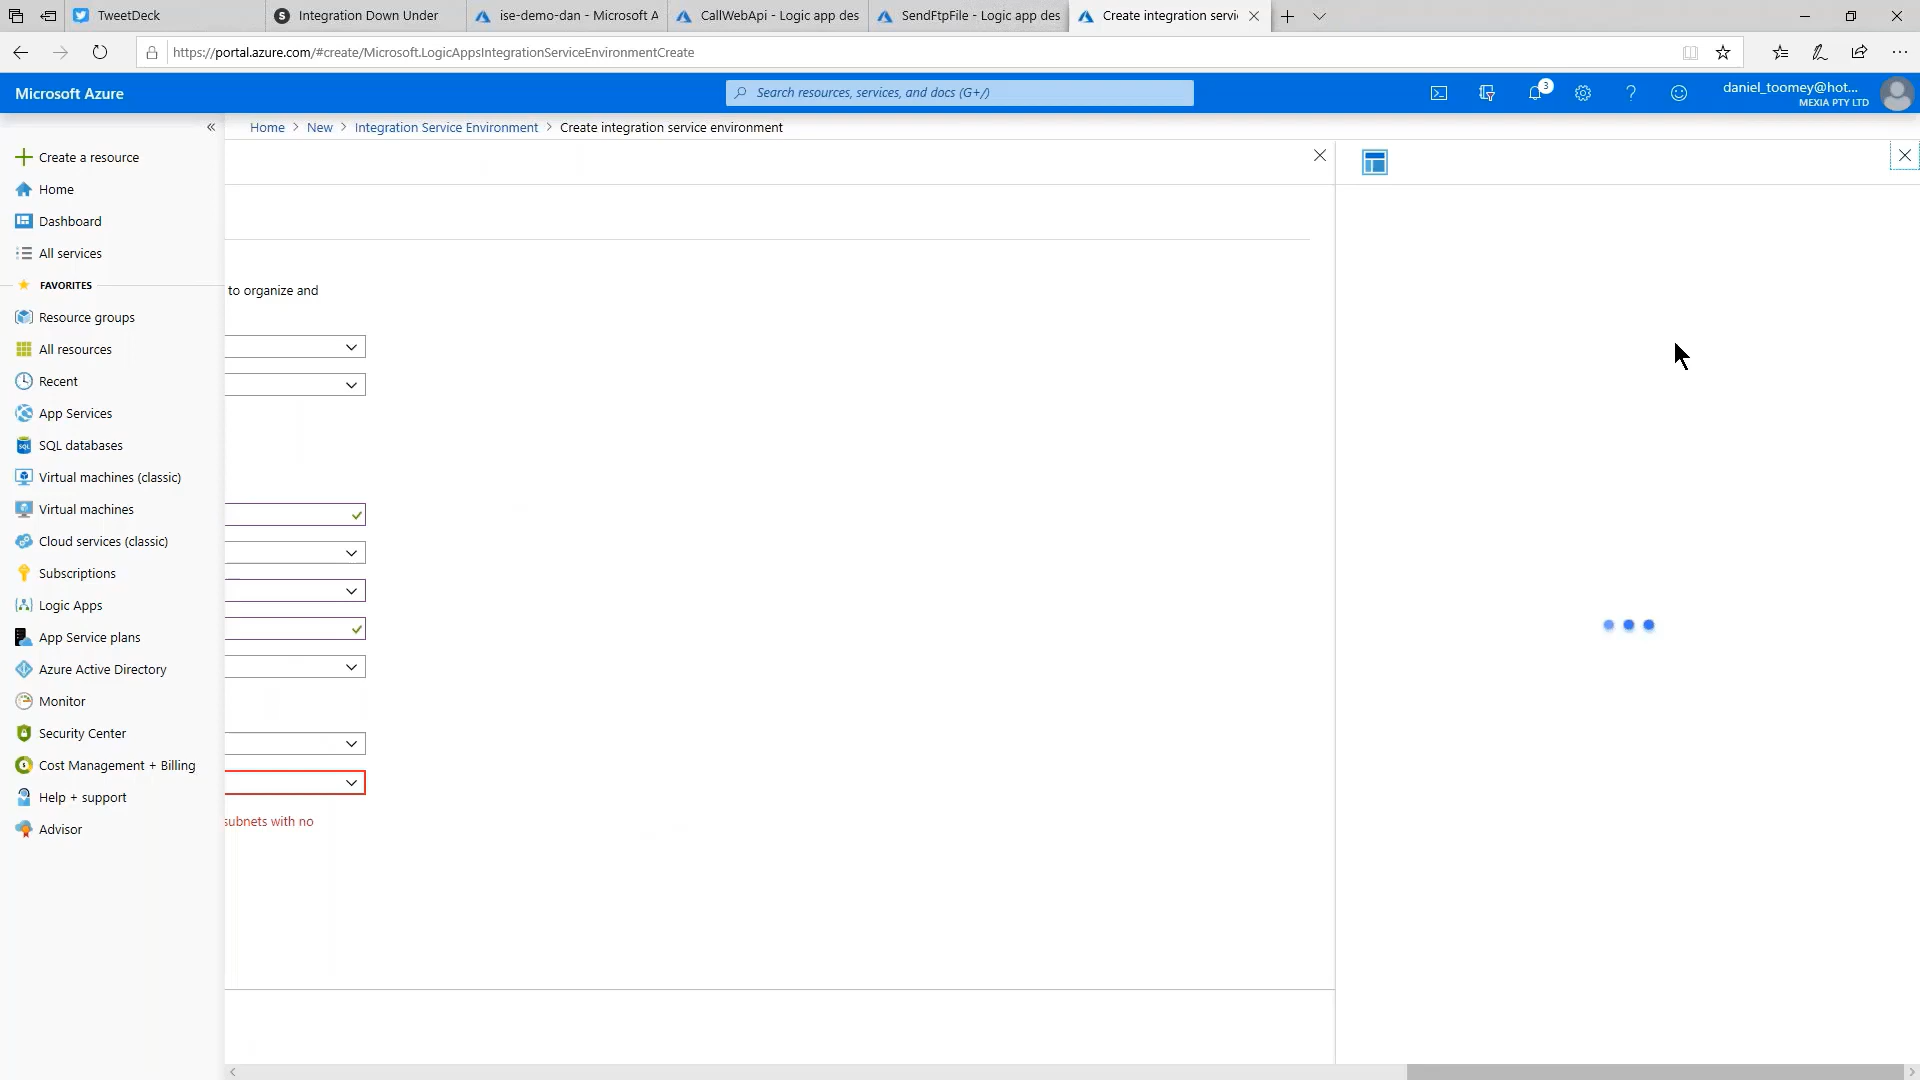 TweetDeck
Integration Down Under
ise-demo-dan - Microsoft A
CallWebApi - Logic app des
SendFtpFile - Logic app des
Create integration servi
https://portal.azure.com/#create/Microsoft.LogicAppsIntegrationServiceEnvironmentCreate
Microsoft Azure
Search resources, services, and docs (G+/)
3
daniel_toomey@hot...
MEXIA PTY LTD
Home > New > Integration Service Environment > Create integration service environment
Create a resource
Home
Dashboard
All services
FAVORITES
Resource groups
All resources
Recent
App Services
SQL databases
Virtual machines (classic)
Virtual machines
Cloud services (classic)
Subscriptions
Logic Apps
App Service plans
Azure Active Directory
Monitor
Security Center
Cost Management + Billing
Help + support
Advisor
to organize and
subnets with no